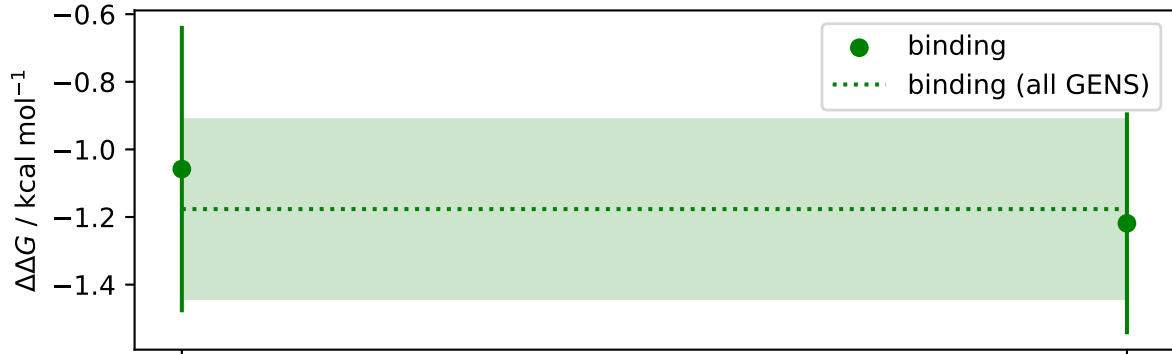 −0.6
−0.8
−1.0
−1.2
−1.4
ΔΔG / kcal mol⁻¹
binding
binding (all GENS)